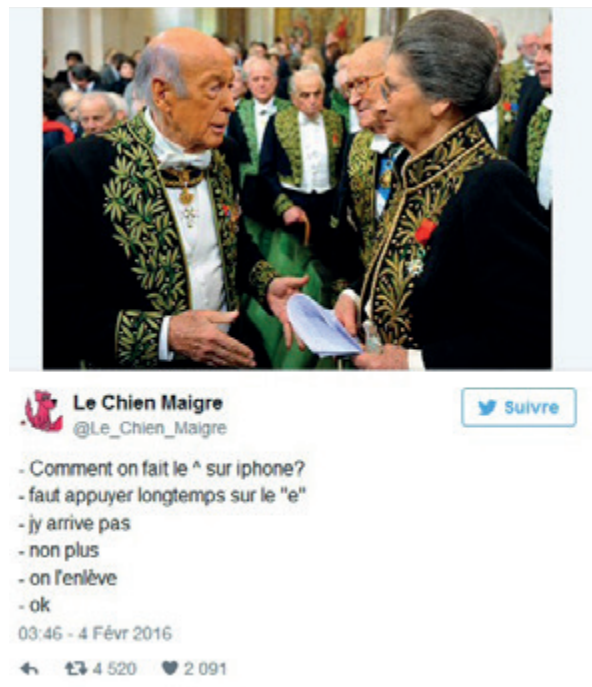 Le Chien Maigre
@Le_Chien_Maigre
Suivre
- Comment on fait le ^ sur iphone?
- faut appuyer longtemps sur le "e"
- jy arrive pas
- non plus
- on l'enlève
- ok
03:46 - 4 Févr 2016
4 520 2 091